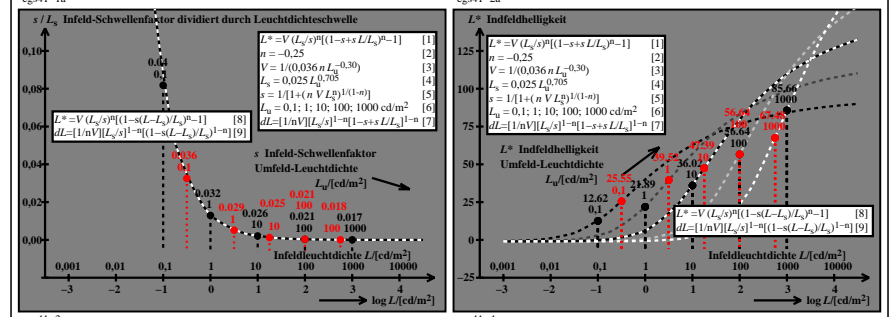 s / Ls Infeld-Schwellenfaktor dividiert durch Leuchtdichteschwelle
L* =V (Ls/s)^n[(1−s+s L/Ls)^n−1] [1]
n = −0,25 [2]
V = 1/(0,036 n Lu^−0,30) [3]
Ls = 0,025 Lu^0,705 [4]
s = 1/[1+( n V Ls^n)^1/(1-n)] [5]
Lu = 0,1; 1; 10; 100; 1000 cd/m² [6]
dL=[1/nV][Ls/s]^1−n[1−s+s L/Ls]^1−n [7]
L* =V (Ls/s)^n[(1−s(L−Ls)/Ls)^n−1] [8]
dL=[1/nV][Ls/s]^1−n[(1−s(L−Ls)/Ls)^1−n] [9]
s Infeld-Schwellenfaktor
Umfeld-Leuchtdichte
Lu/[cd/m²]
0,10
0,08
0,06
0,04
0,02
0,00
0.04
0,1
0.036
0,1
0.032
1
0.029
1
0.026
10
0.025
10
0.021
100
0.021
100
0.018
100
0.017
1000
Infeldleuchtdichte L/[cd/m²]
0,001 0,01 0,1 1 10 100 10000
−3 −2 −1 0 1 2 3 4
log L/[cd/m²]
L* Indfeldhelligkeit
L* =V (Ls/s)^n[(1−s+s L/Ls)^n−1] [1]
n = −0,25 [2]
V = 1/(0,036 n Lu^−0,30) [3]
Ls = 0,025 Lu^0,705 [4]
s = 1/[1+( n V Ls^n)^1/(1-n)] [5]
Lu = 0,1; 1; 10; 100; 1000 cd/m² [6]
dL=[1/nV][Ls/s]^1−n[1−s+s L/Ls]^1−n [7]
L* Indfeldhelligkeit
Umfeld-Leuchtdichte
Lu/[cd/m²]
125
100
75
50
25
0
−25
12.62
0,1
25.55
0,1
21.89
1
39.52
1
36.02
10
47.39
10
56.64
100
56.64
100
1000
85.66
1000
L* =V (Ls/s)^n[(1−s(L−Ls)/Ls)^n−1] [8]
dL=[1/nV][Ls/s]^1−n[(1−s(L−Ls)/Ls)^1−n] [9]
Infeldleuchtdichte L/[cd/m²]
0,001 0,01 0,1 1 10 100 1000 10000
−3 −2 −1 0 1 2 3 4
log L/[cd/m²]